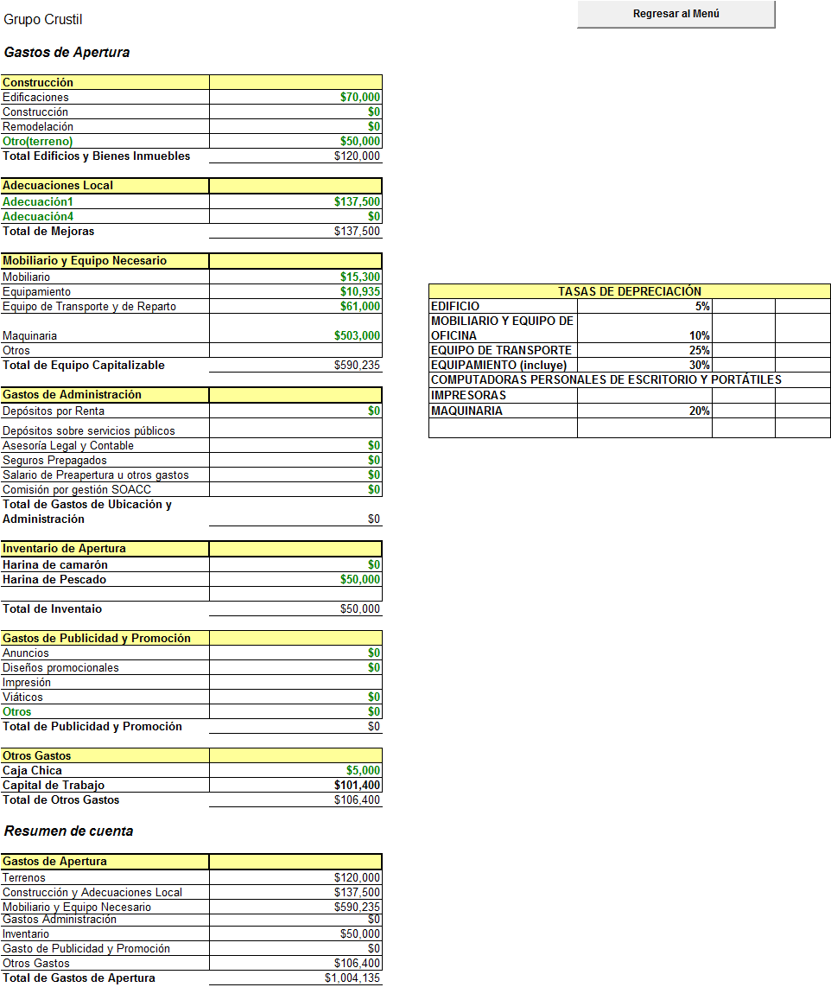 Grupo Crustil
Regresar al Menú
Gastos de Apertura
Construcción
Edificaciones $70,000
Construcción $0
Remodelación $0
Otro(terreno) $50,000
Total Edificios y Bienes Inmuebles $120,000
Adecuaciones Local
Adecuación1 $137,500
Adecuación4 $0
Total de Mejoras $137,500
Mobiliario y Equipo Necesario
Mobiliario $15,300
Equipamiento $10,935
Equipo de Transporte y de Reparto $61,000
Maquinaria $503,000
Otros
Total de Equipo Capitalizable $590,235
TASAS DE DEPRECIACIÓN
EDIFICIO 5%
MOBILIARIO Y EQUIPO DE
OFICINA 10%
EQUIPO DE TRANSPORTE 25%
EQUIPAMIENTO (incluye) 30%
COMPUTADORAS PERSONALES DE ESCRITORIO Y PORTÁTILES
IMPRESORAS
MAQUINARIA 20%
Gastos de Administración
Depósitos por Renta $0
Depósitos sobre servicios públicos
Asesoría Legal y Contable $0
Seguros Prepagados $0
Salario de Preapertura u otros gastos $0
Comisión por gestión SOACC $0
Total de Gastos de Ubicación y
Administración $0
Inventario de Apertura
Harina de camarón $0
Harina de Pescado $50,000
Total de Inventaio $50,000
Gastos de Publicidad y Promoción
Anuncios $0
Diseños promocionales $0
Impresión
Viáticos $0
Otros $0
Total de Publicidad y Promoción $0
Otros Gastos
Caja Chica $5,000
Capital de Trabajo $101,400
Total de Otros Gastos $106,400
Resumen de cuenta
Gastos de Apertura
Terrenos $120,000
Construcción y Adecuaciones Local $137,500
Mobiliario y Equipo Necesario $590,235
Gastos Administración $0
Inventario $50,000
Gasto de Publicidad y Promoción $0
Otros Gastos $106,400
Total de Gastos de Apertura $1,004,135